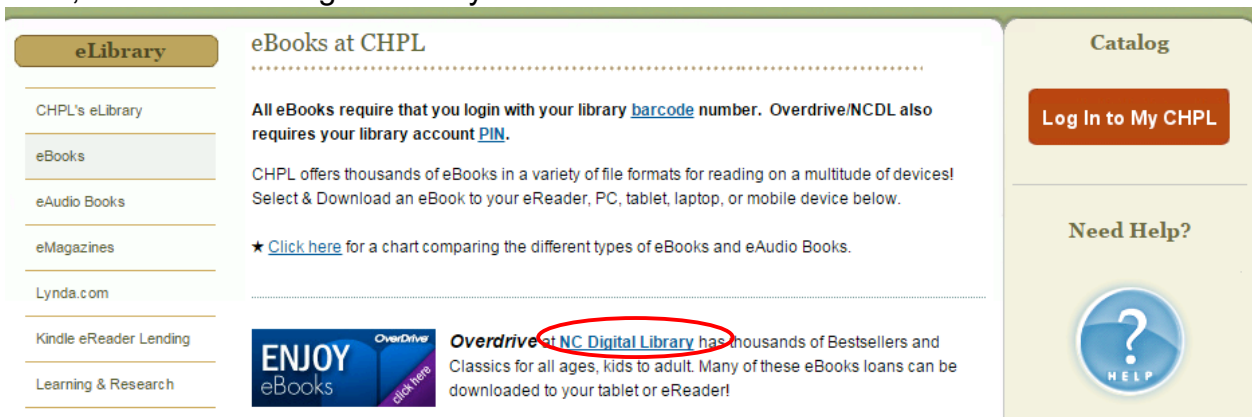 eLibrary
CHPL's eLibrary
eBooks
eAudio Books
eMagazines
Lynda.com
Kindle eReader Lending
Learning & Research
eBooks at CHPL
All eBooks require that you login with your library barcode number. Overdrive/NCDL also
requires your library account PIN.
CHPL offers thousands of eBooks in a variety of file formats for reading on a multitude of devices!
Select & Download an eBook to your eReader, PC, tablet, laptop, or mobile device below.
★ Click here for a chart comparing the different types of eBooks and eAudio Books.
ENJOY
eBooks
OverDrive
click here
Overdrive at NC Digital Library has thousands of Bestsellers and
Classics for all ages, kids to adult. Many of these eBooks loans can be
downloaded to your tablet or eReader!
Catalog
Log In to My CHPL
Need Help?
?
HELP